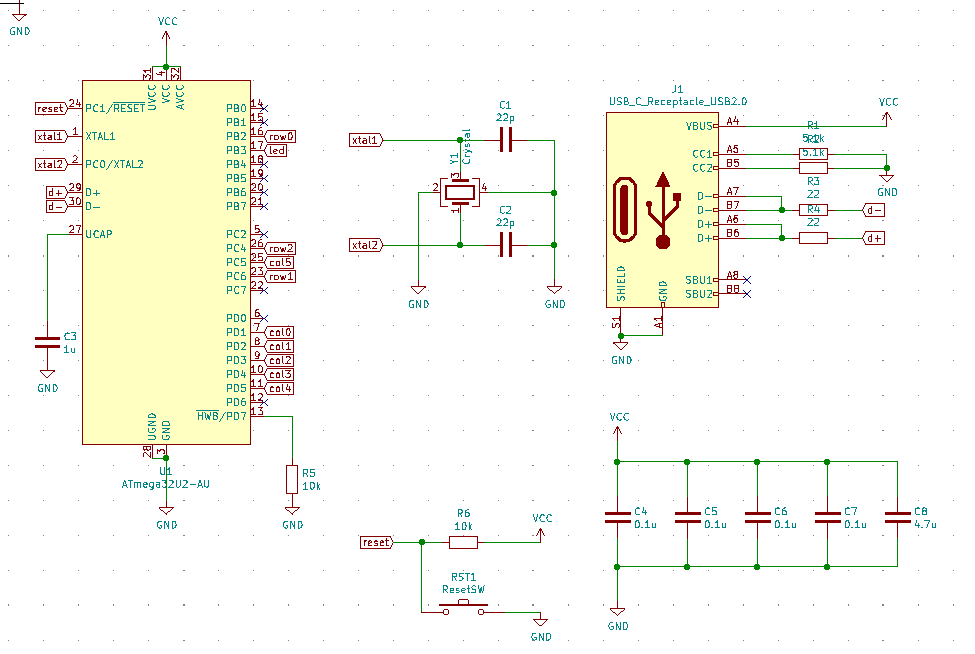 GND
VCC
31
4
32
UVCC
VCC
AVCC
reset 24 PC1/RESET
xtal1 1 XTAL1
xtal2 2 PC0/XTAL2
d+ 29 D+
d- 30 D-
27 UCAP
PB0 14
PB1 15
PB2 16 row0
PB3 17 led
PB4 18
PB5 19
PB6 20
PB7 21
PC2 5
PC4 26 row2
PC5 25 col5
PC6 23 row1
PC7 22
PD0 6
PD1 7 col0
PD2 8 col1
PD3 9 col2
PD4 10 col3
PD5 11 col4
PD6 12
HWB/PD7 13
C3
1u
GND
UGND
GND
28
3
U1
ATmega32U2-AU
GND
R5
10k
GND
xtal1
xtal2
Y1
Crystal
3
2
4
1
C1
22p
C2
22p
GND
GND
J1
USB_C_Receptacle_USB2.0
VBUS A4
CC1 A5
CC2 B5
D- A7
D- B7
D+ A6
D+ B6
SBU1 A8
SBU2 B8
SHIELD
GND
S1
A1
GND
VCC
R1
5.1k
GND
R3
22
d-
R4
22
d+
reset
R6
10k
VCC
RST1
ResetSW
GND
VCC
C4
0.1u
C5
0.1u
C6
0.1u
C7
0.1u
C8
4.7u
GND